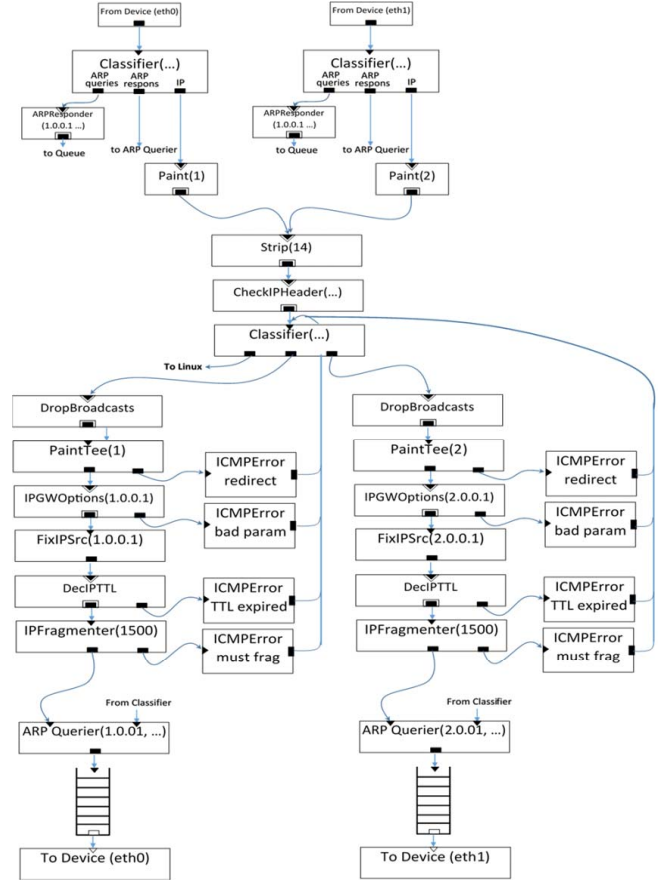 From Device (eth0)
From Device (eth1)
Classifier(...)
ARP queries
ARP respons
IP
Classifier(...)
ARP queries
ARP respons
IP
ARPResponder
(1.0.0.1 ...)
to Queue
to ARP Querier
ARPResponder
(1.0.0.1 ...)
to Queue
to ARP Querier
Paint(1)
Paint(2)
Strip(14)
CheckIPHeader(...)
Classifier(...)
To Linux
DropBroadcasts
PaintTee(1)
ICMPError
redirect
IPGWOptions(1.0.0.1)
ICMPError
bad param
FixIPSrc(1.0.0.1)
DecIPTTL
ICMPError
TTL expired
IPFragmenter(1500)
ICMPError
must frag
From Classifier
ARP Querier(1.0.01, ...)
To Device (eth0)
DropBroadcasts
PaintTee(2)
ICMPError
redirect
IPGWOptions(2.0.0.1)
ICMPError
bad param
FixIPSrc(2.0.0.1)
DecIPTTL
ICMPError
TTL expired
IPFragmenter(1500)
ICMPError
must frag
From Classifier
ARP Querier(2.0.01, ...)
To Device (eth1)